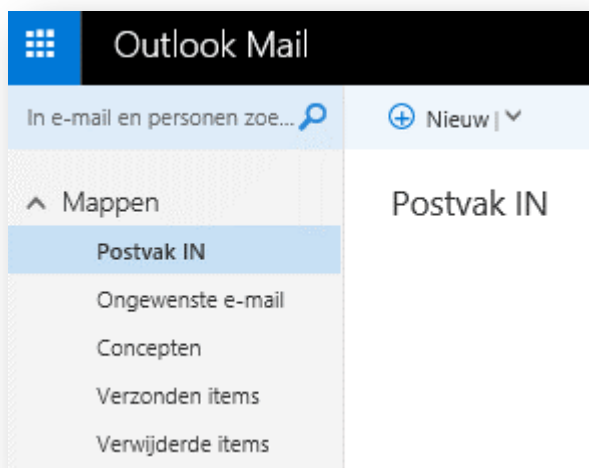 Outlook Mail
In e-mail en personen zoe...
Nieuw |
Mappen
Postvak IN
Ongewenste e-mail
Concepten
Verzonden items
Verwijderde items
Postvak IN